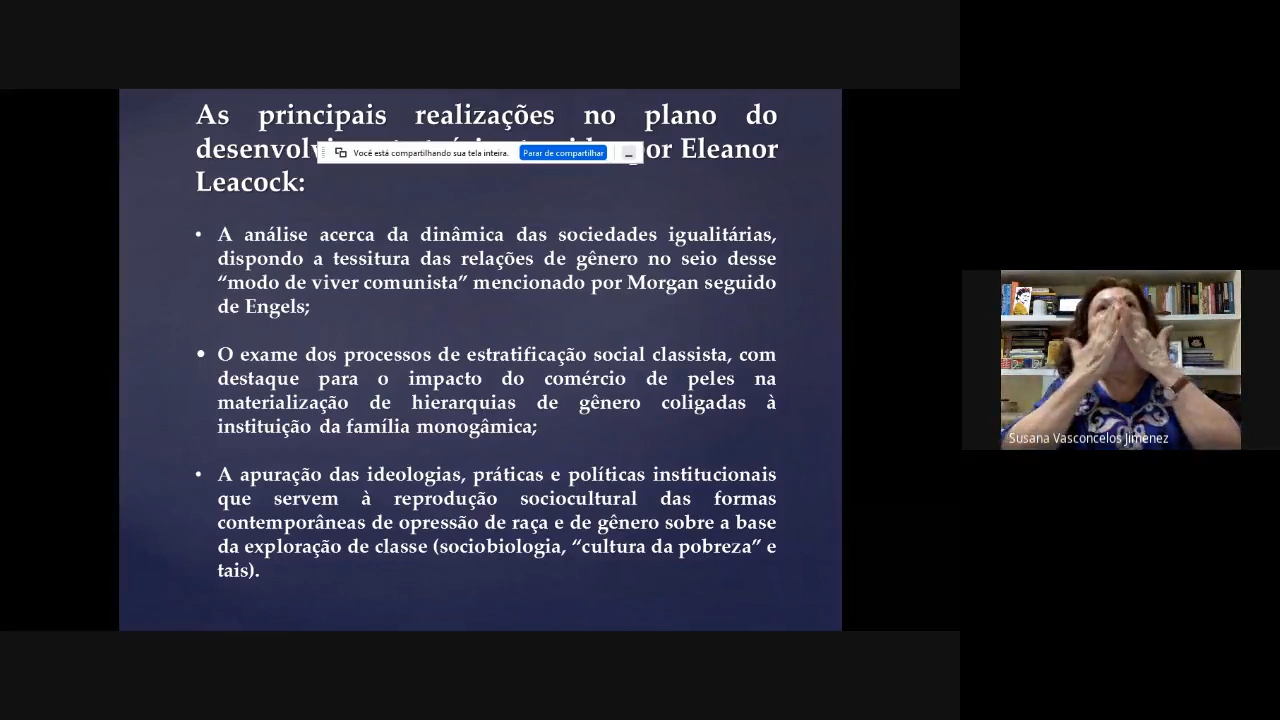 As principais realizações no plano do
desenvolv or Eleanor
Leacock:
Você está compartilhando sua tela inteira. Parar de compartilhar
• A análise acerca da dinâmica das sociedades igualitárias,
dispondo a tessitura das relações de gênero no seio desse
“modo de viver comunista” mencionado por Morgan seguido
de Engels;
• O exame dos processos de estratificação social classista, com
destaque para o impacto do comércio de peles na
materialização de hierarquias de gênero coligadas à
instituição da família monogâmica;
• A apuração das ideologias, práticas e políticas institucionais
que servem à reprodução sociocultural das formas
contemporâneas de opressão de raça e de gênero sobre a base
da exploração de classe (sociobiologia, “cultura da pobreza” e
tais).
Susana Vasconcelos Jimenez